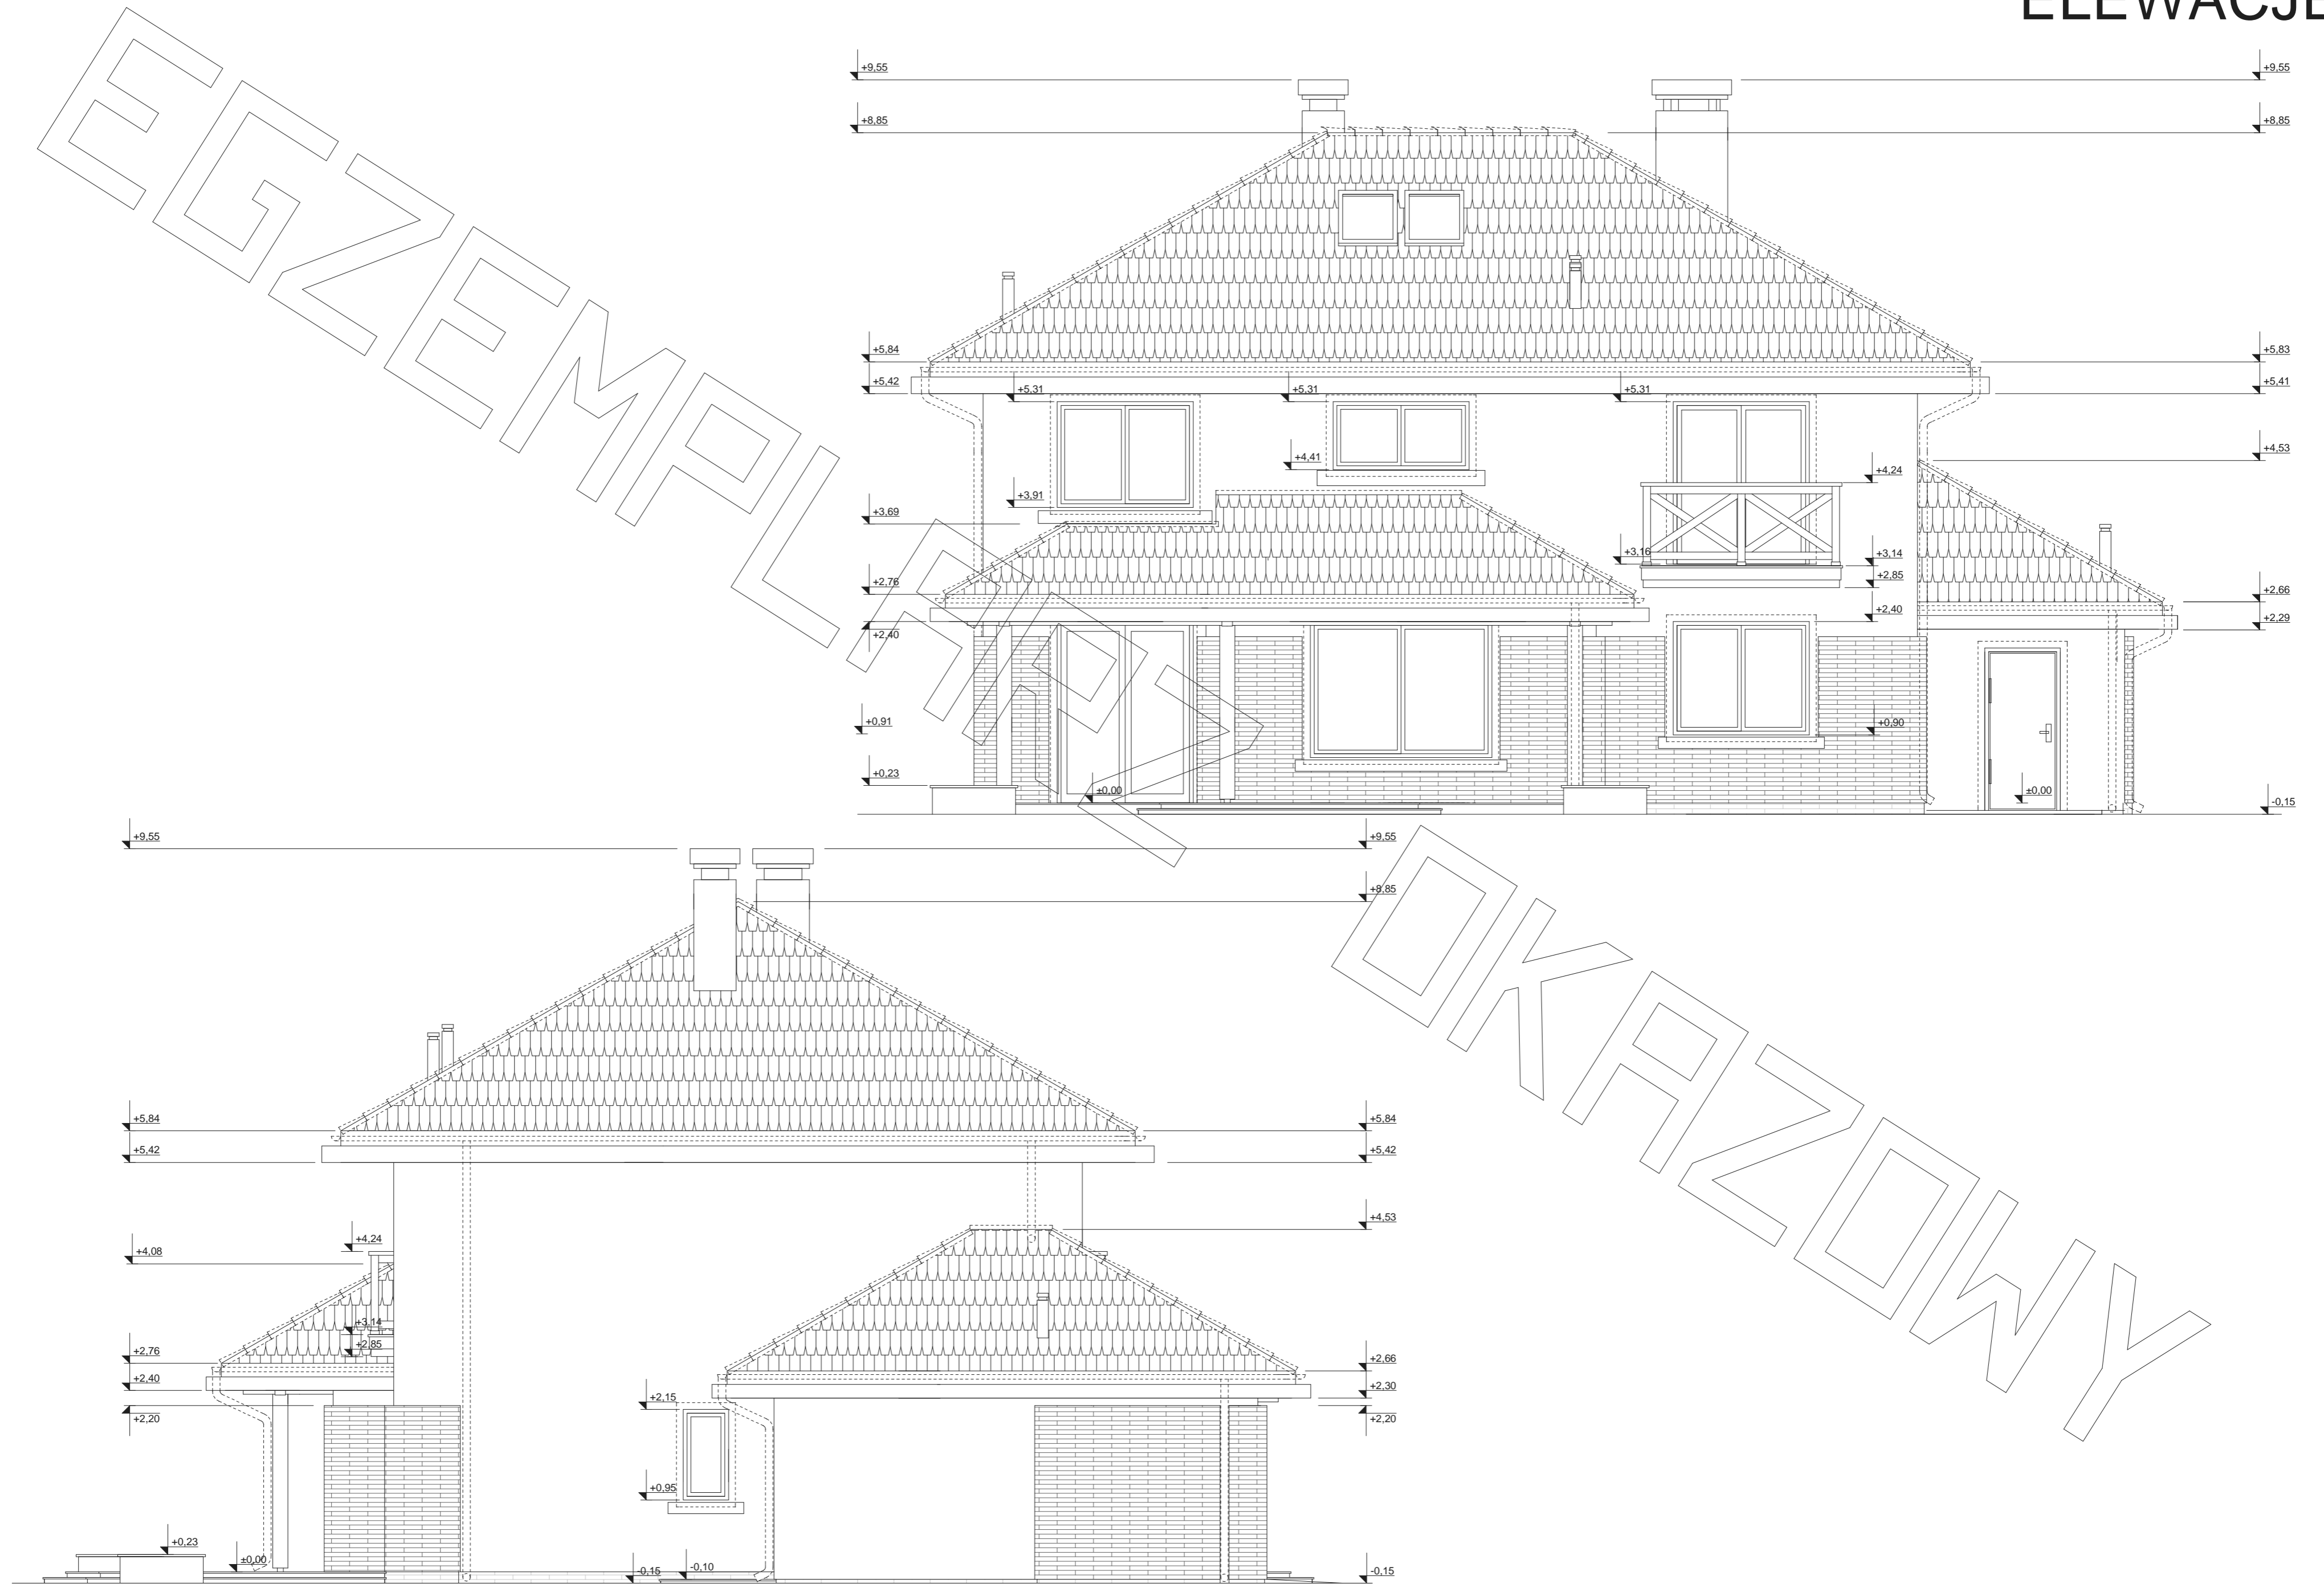 ELEWACJE
EGZEMPLARZ OKAZOWY
+9,55 +9,55
+8,85 +8,85
+5,84 +5,83
+5,42 +5,31 +5,31 +5,31 +5,41
+4,41 +4,24 +4,53
+3,91
+3,69
+3,16 +3,14
+2,76 +2,85 +2,66
+2,40 +2,40 +2,29
+0,91 +0,90
+0,23 ±0,00 ±0,00 -0,15
+9,55 +9,55
+8,85
+5,84 +5,84
+5,42 +5,42
+4,53
+4,24
+4,08
+3,14
+2,85
+2,76 +2,66
+2,40 +2,30
+2,15
+2,20 +2,20
+0,95
+0,23
±0,00 -0,15 -0,10 -0,15